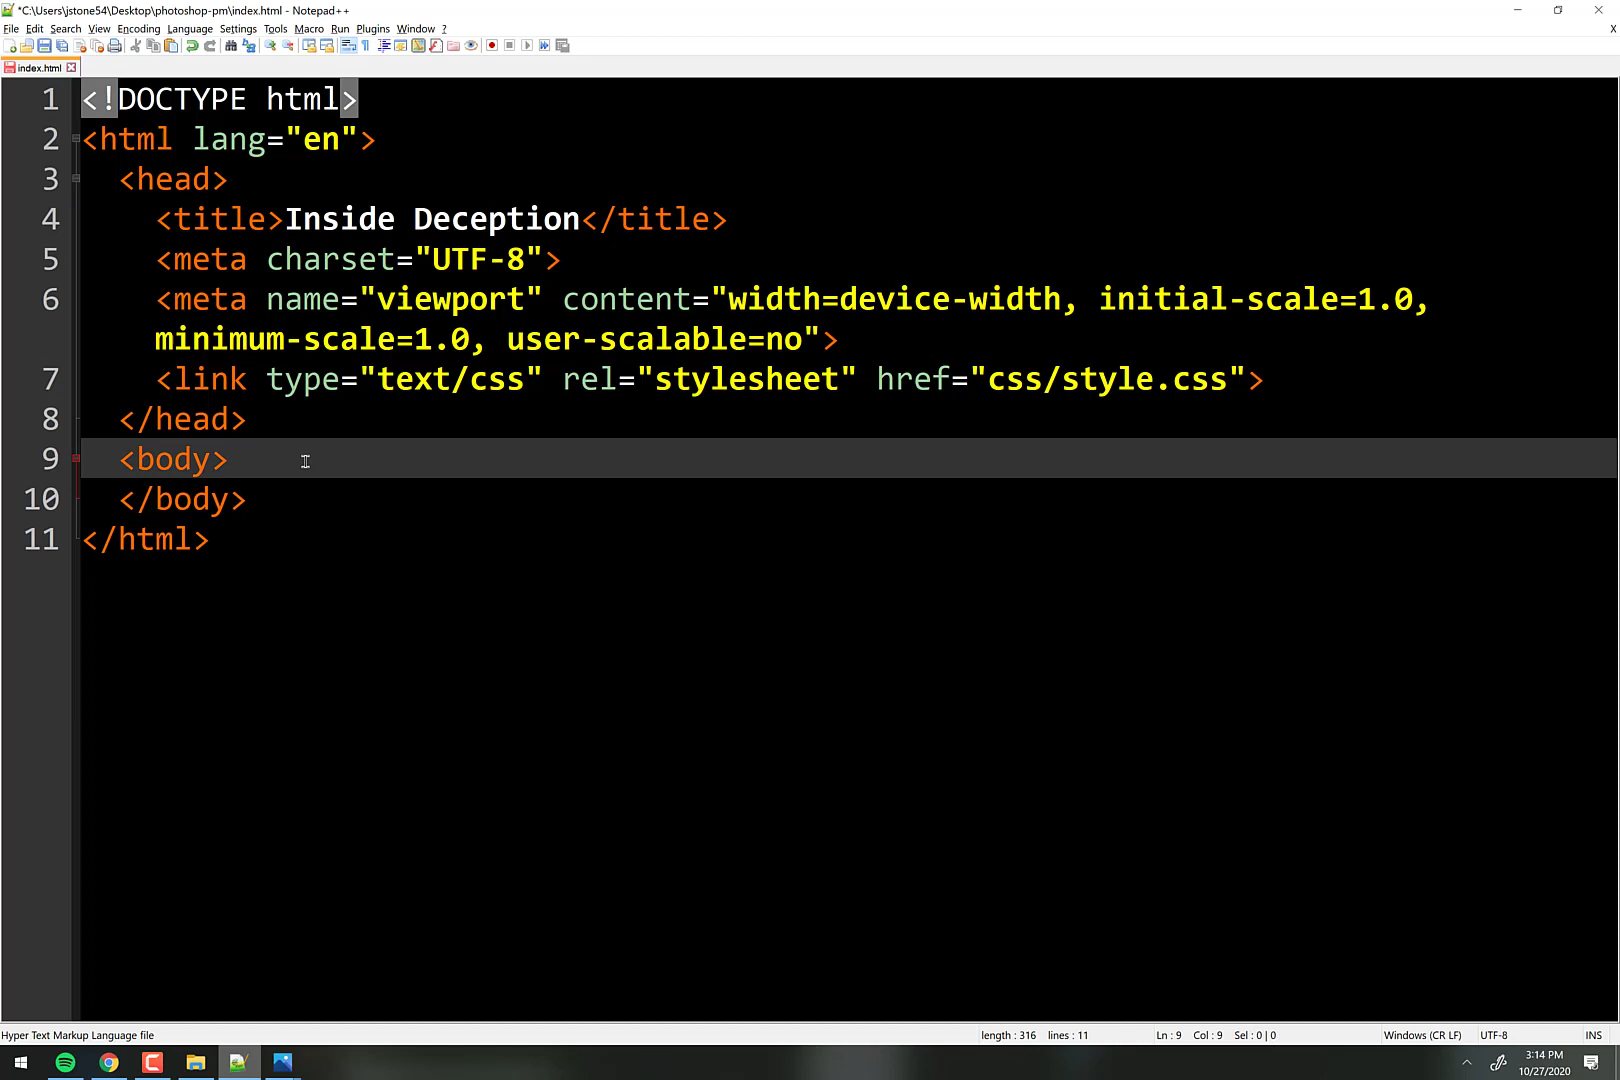 *C:\Users\jstone54\Desktop\photoshop-pm\index.html - Notepad++
File Edit Search View Encoding Language Settings Tools Macro Run Plugins Window ? X
index.html
1 <!DOCTYPE html>
2 <html lang="en">
3 <head>
4 <title>Inside Deception</title>
5 <meta charset="UTF-8">
6 <meta name="viewport" content="width=device-width, initial-scale=1.0,
minimum-scale=1.0, user-scalable=no">
7 <link type="text/css" rel="stylesheet" href="css/style.css">
8 </head>
9 <body>
10 </body>
11 </html>
Hyper Text Markup Language file length : 316 lines : 11 Ln : 9 Col : 9 Sel : 0 | 0 Windows (CR LF) UTF-8 INS
3:14 PM
10/27/2020